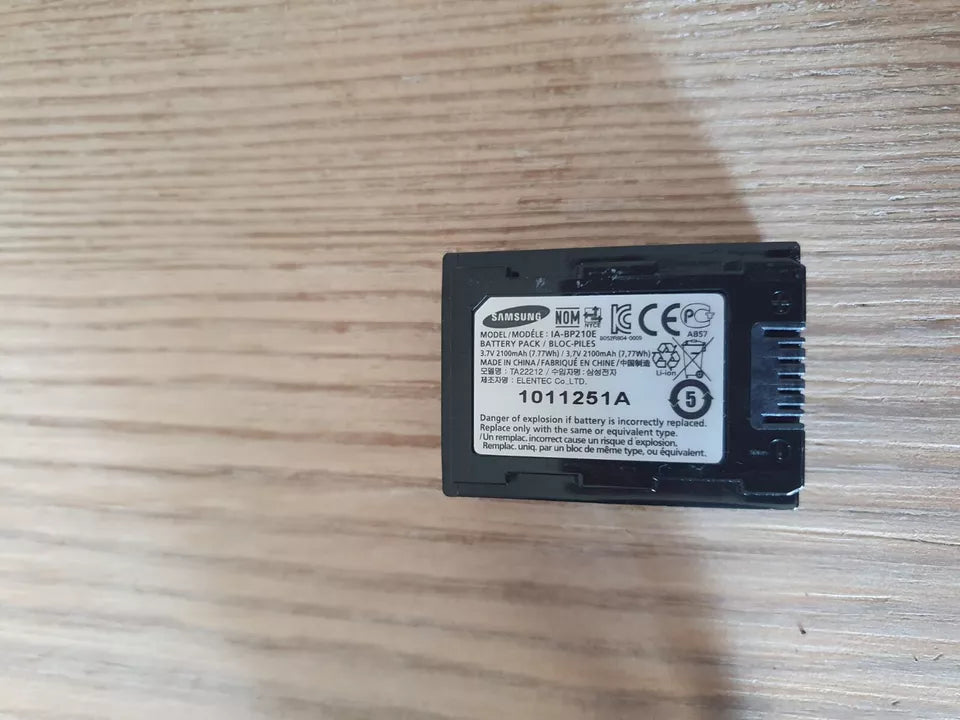 SAMSUNG NOM NYCE CE AB57
MODEL/MODÈLE: IA-BP210E
BATTERY PACK / BLOC-PILES
3.7V 2100mAh (7.77Wh) / 3,7V 2100mAh (7,77Wh)
MADE IN CHINA / FABRIQUÉ EN CHINE / 中国制造
모델명: TA22212 / 수입자명: 삼성전자
제조자명: ELENTEC Co., LTD.
Li-ion
1011251A
5
Danger of explosion if battery is incorrectly replaced.
Replace only with the same or equivalent type.
/Un remplac. incorrect cause un risque d'explosion.
Remplac. uniq. par un bloc de même type, ou équivalent.